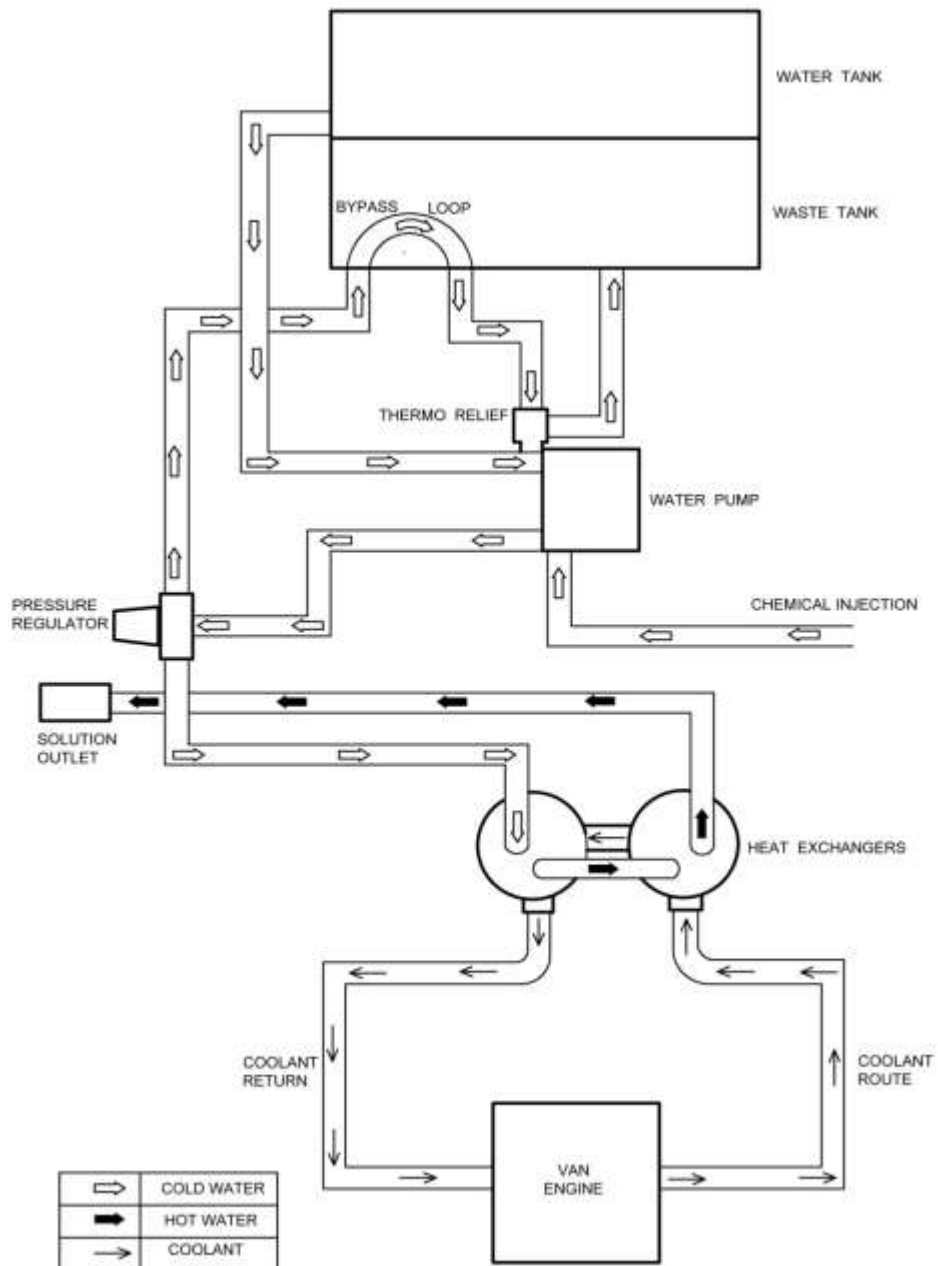 WATER TANK
BYPASS LOOP
WASTE TANK
THERMO RELIEF
WATER PUMP
PRESSURE
REGULATOR
CHEMICAL INJECTION
SOLUTION
OUTLET
HEAT EXCHANGERS
COOLANT
RETURN
COOLANT
ROUTE
VAN
ENGINE
COLD WATER
HOT WATER
COOLANT